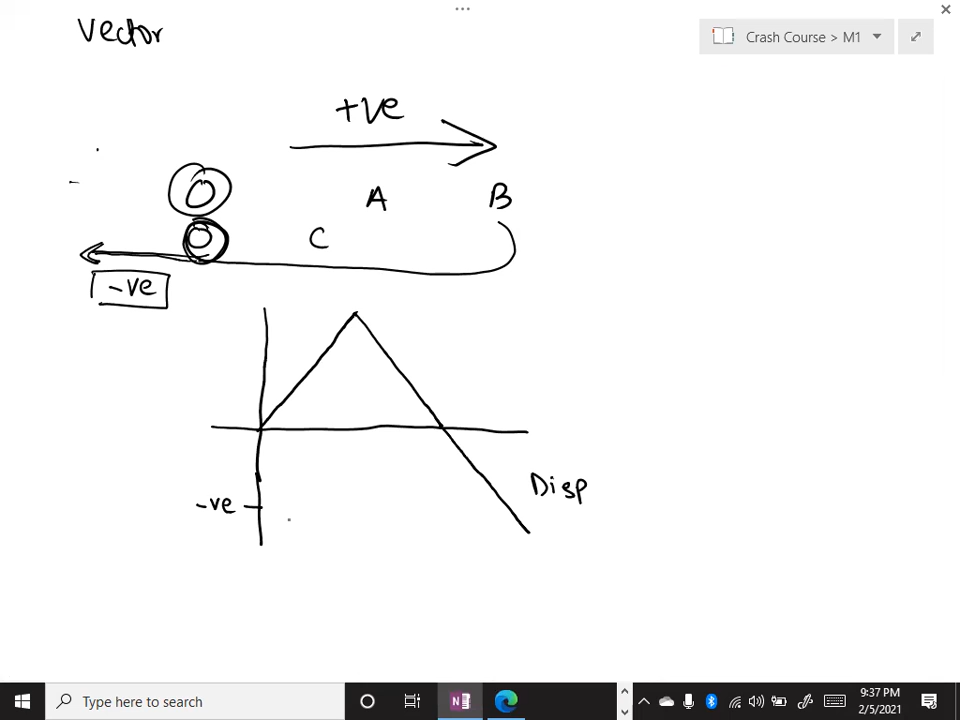 Vector
Crash Course > M1
+ve
O
A
B
O
C
-ve
-ve
Disp
Type here to search
9:37 PM
2/5/2021